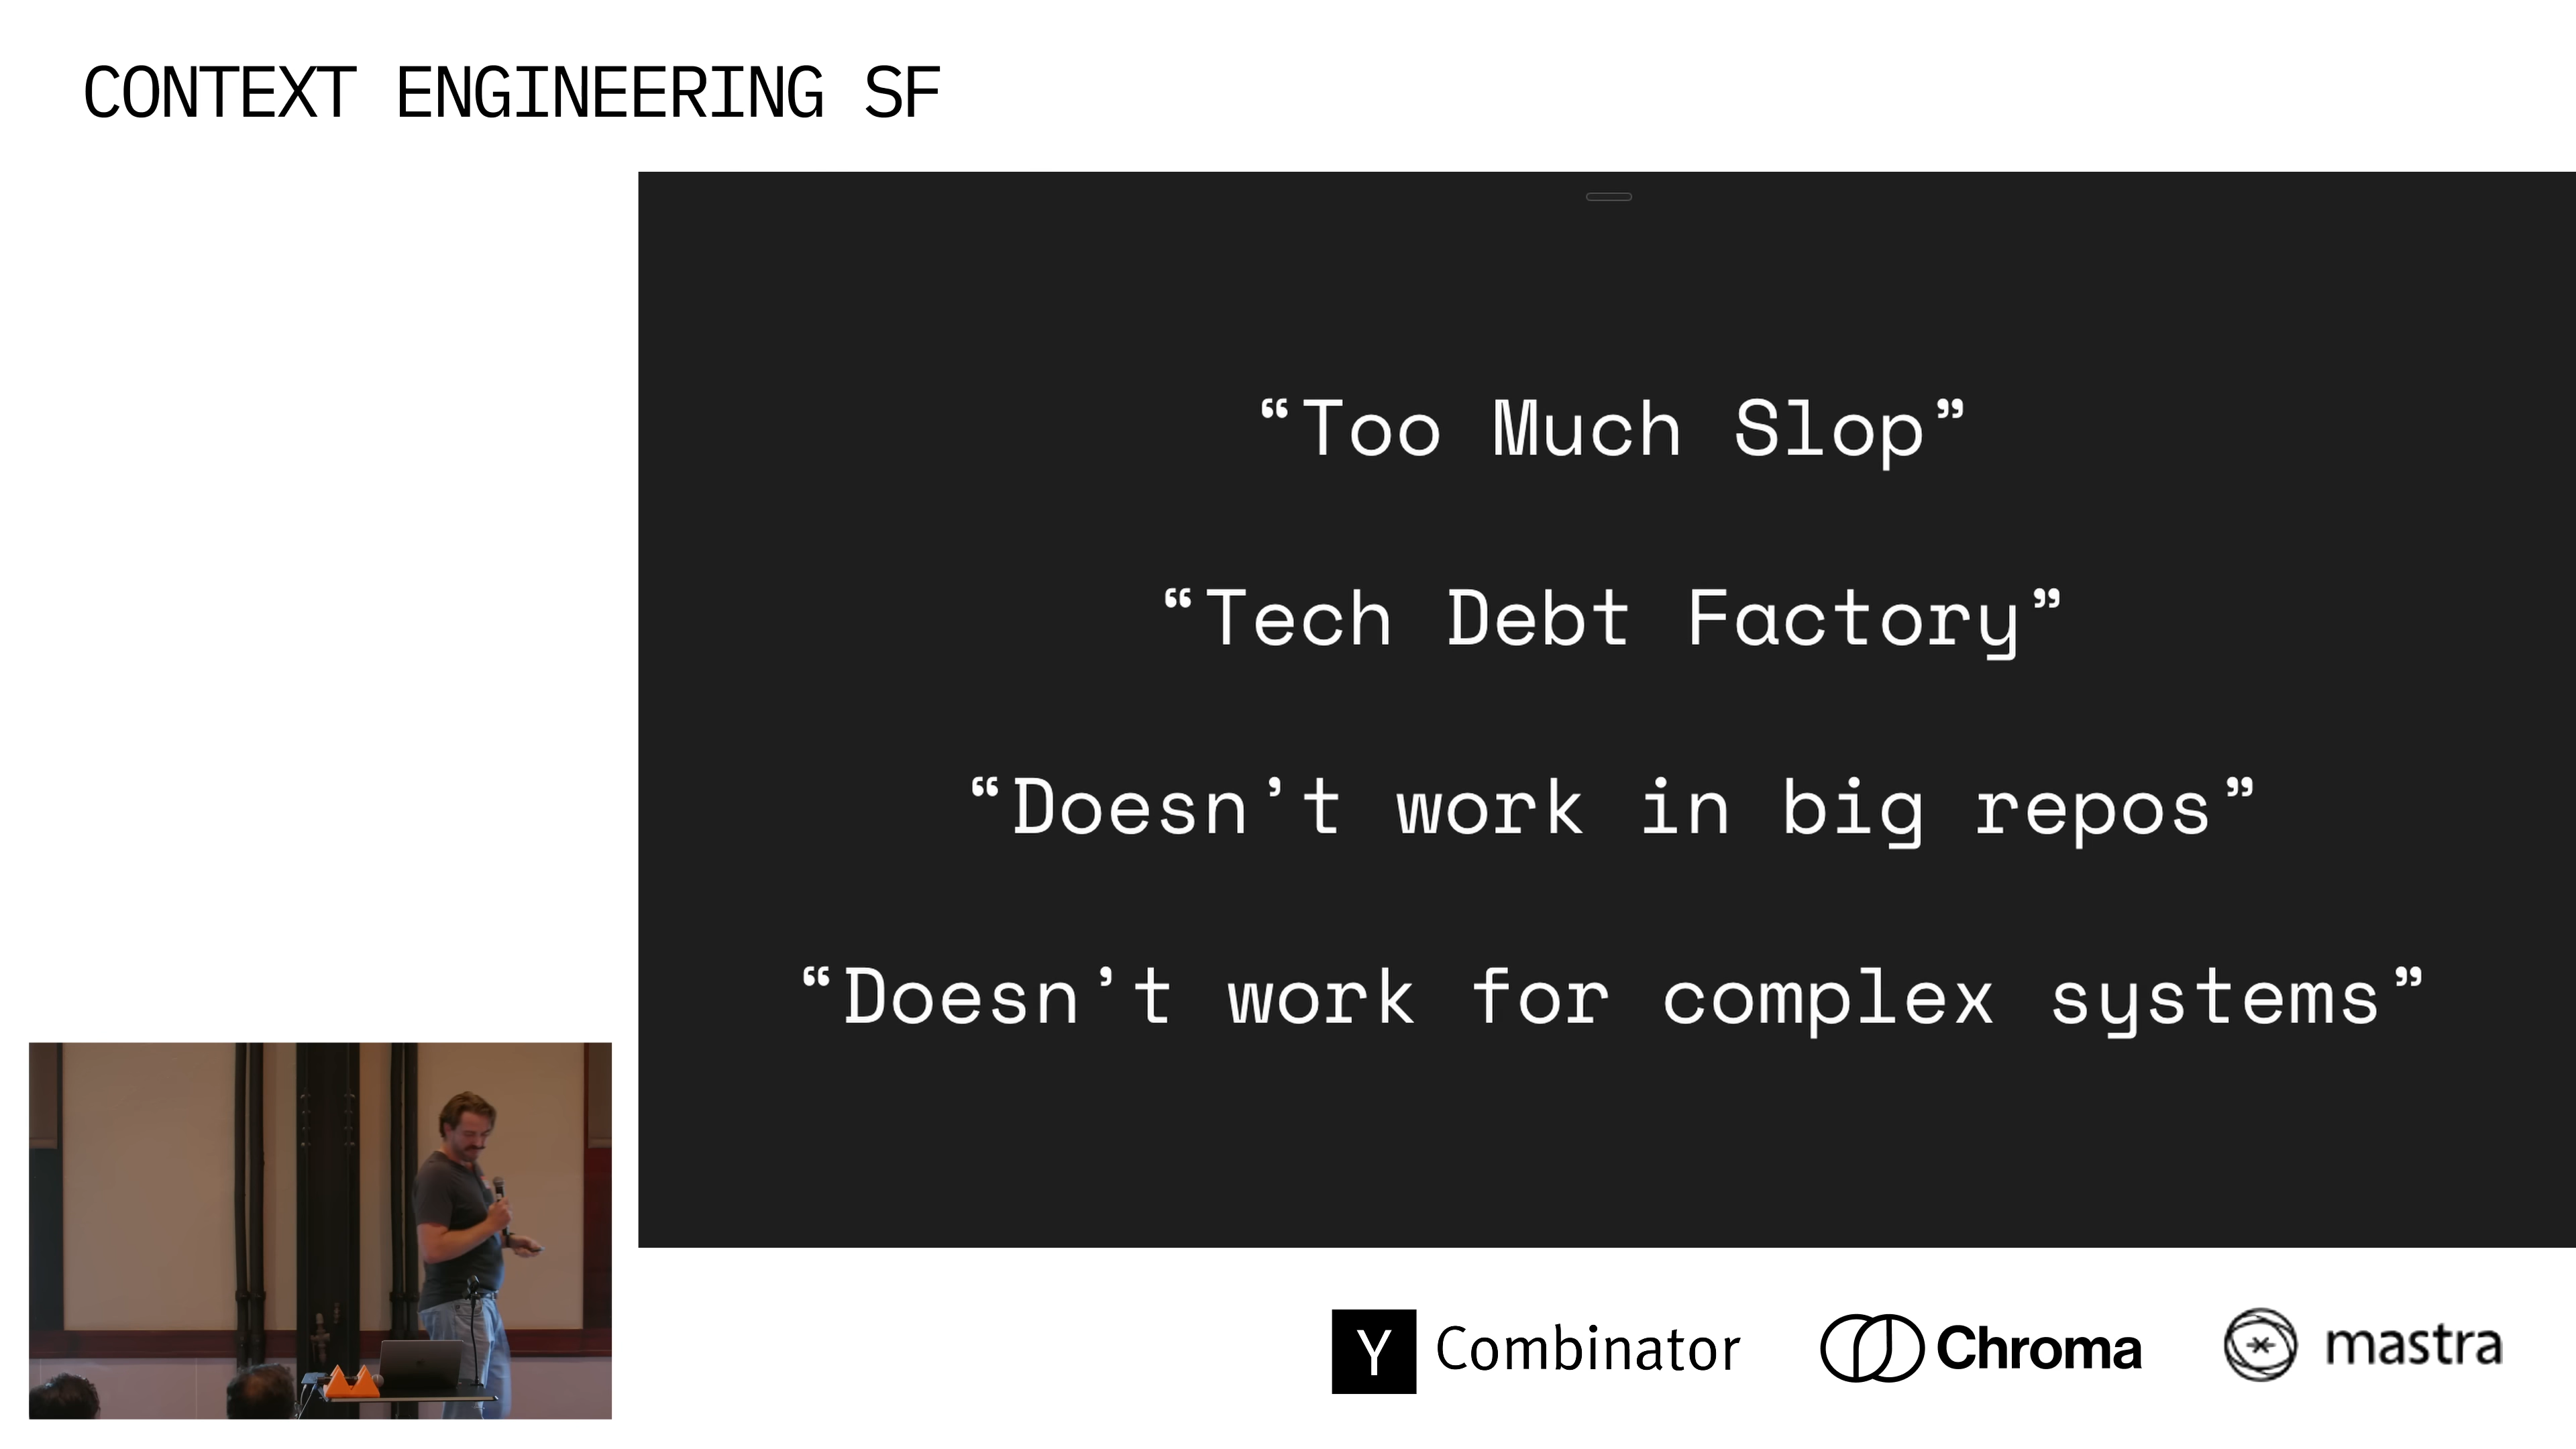 CONTEXT ENGINEERING SF
“Too Much Slop”
“Tech Debt Factory”
“Doesn’t work in big repos”
“Doesn’t work for complex systems”
Y Combinator
Chroma
mastra